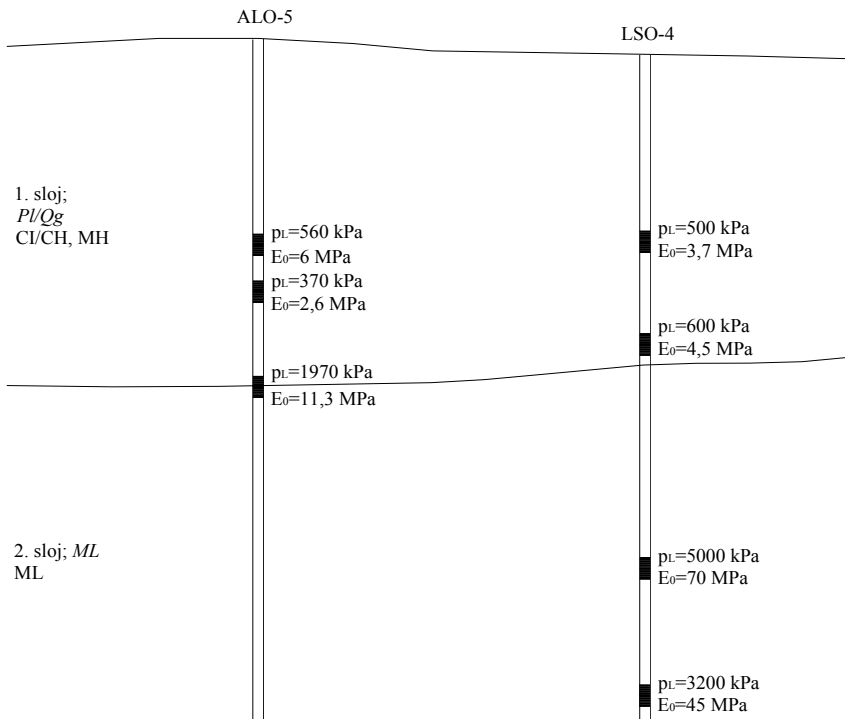 ALO-5
LSO-4
1. sloj;
Pl/Qg
CI/CH, MH
pL=560 kPa
E0=6 MPa
pL=370 kPa
E0=2,6 MPa
pL=1970 kPa
E0=11,3 MPa
pL=500 kPa
E0=3,7 MPa
pL=600 kPa
E0=4,5 MPa
2. sloj; ML
ML
pL=5000 kPa
E0=70 MPa
pL=3200 kPa
E0=45 MPa